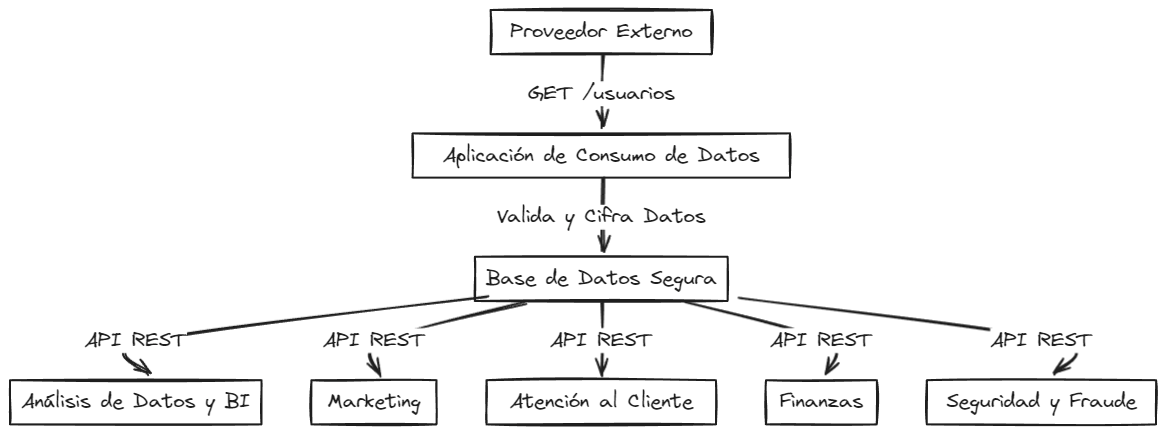 Proveedor Externo
GET /usuarios
Aplicación de Consumo de Datos
Valida y Cifra Datos
Base de Datos Segura
API REST
API REST
API REST
API REST
API REST
Análisis de Datos y BI
Marketing
Atención al Cliente
Finanzas
Seguridad y Fraude